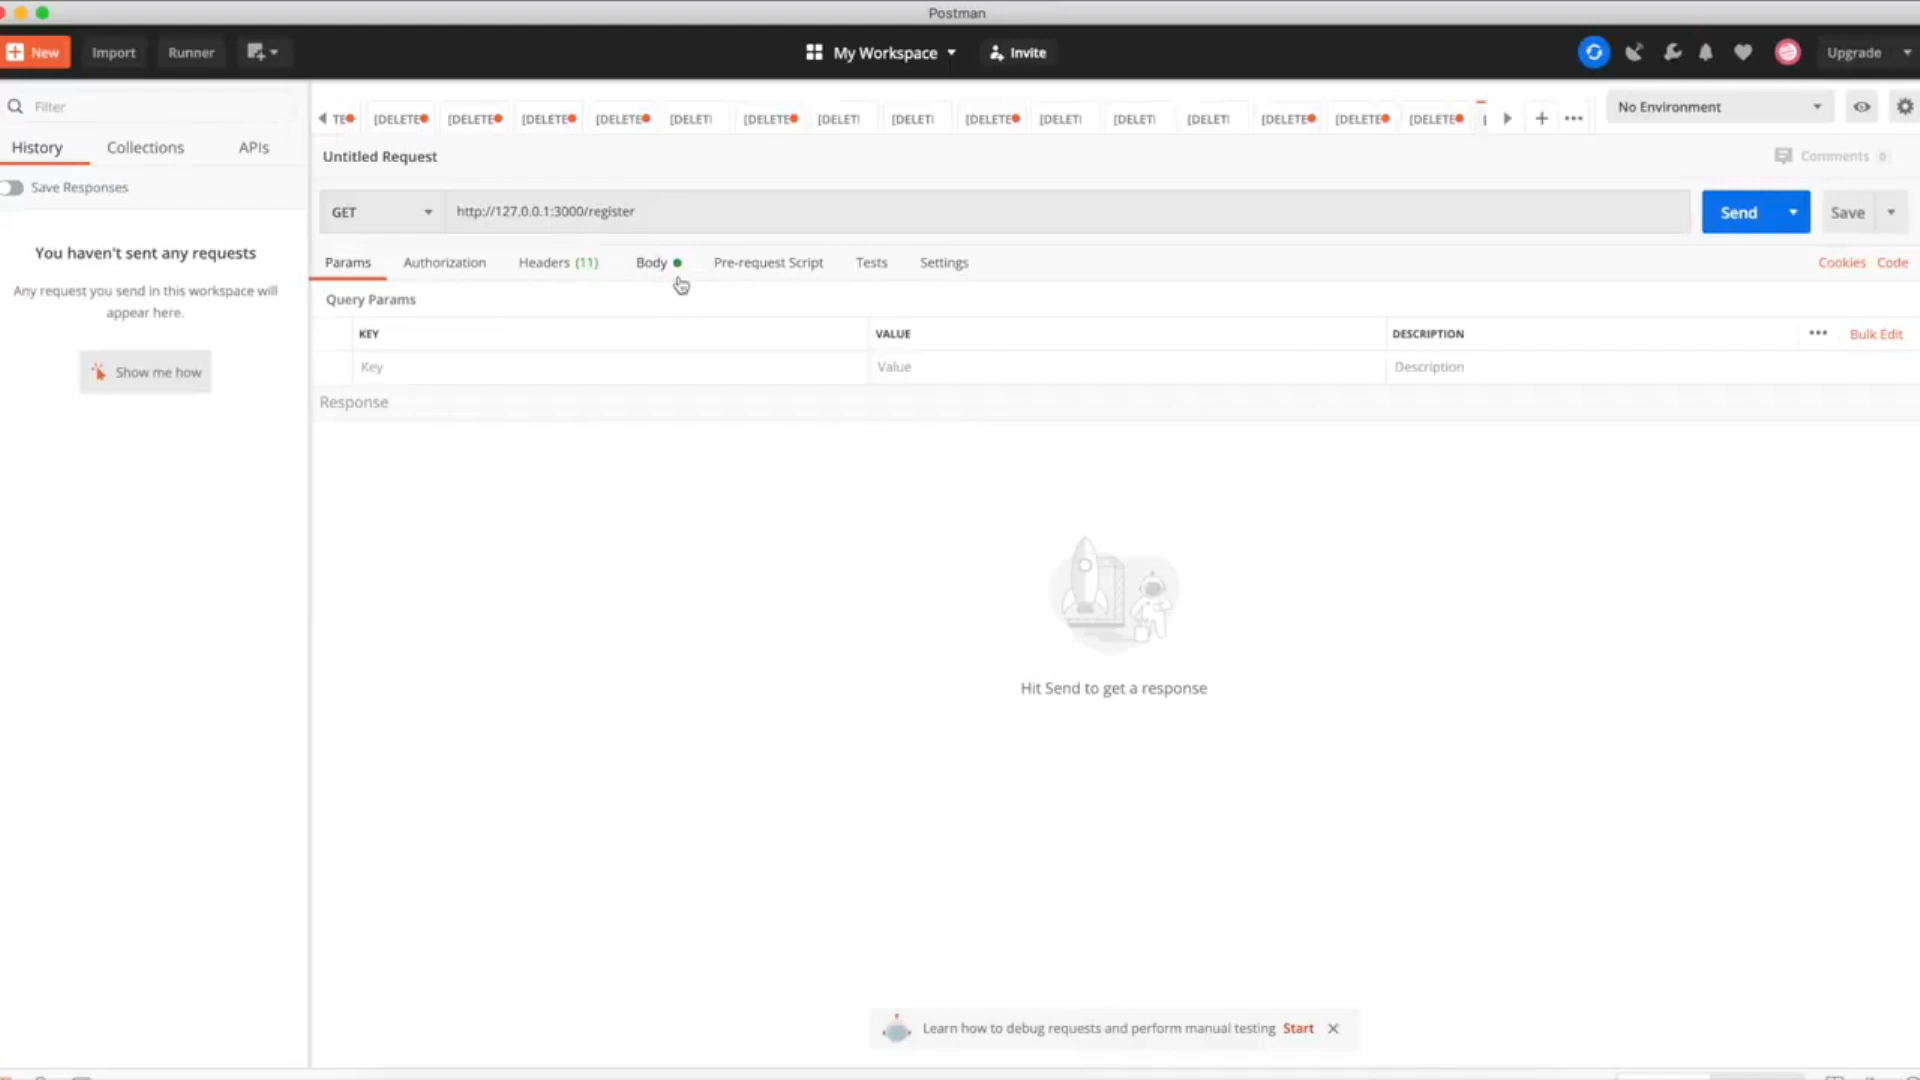 Postman
New
Import
Runner
My Workspace
Invite
Upgrade
Filter
TE
[DELETE
[DELETE
[DELETE
[DELETE
[DELETI
[DELETE
[DELETI
[DELETI
[DELETE
[DELETI
[DELETI
[DELETI
[DELETE
[DELETE
[DELETE
[
No Environment
History
Collections
APIs
Untitled Request
Comments 0
Save Responses
GET
http://127.0.0.1:3000/register
Send
Save
You haven't sent any requests
Any request you send in this workspace will
appear here.
Show me how
Params
Authorization
Headers (11)
Body
Pre-request Script
Tests
Settings
Cookies
Code
Query Params
KEY
VALUE
DESCRIPTION
Bulk Edit
Key
Value
Description
Response
Hit Send to get a response
Learn how to debug requests and perform manual testing Start